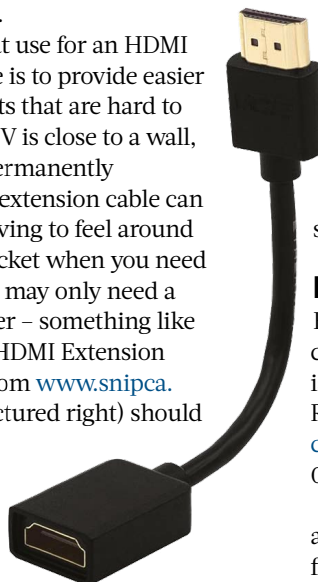 .
t use for an HDMI
e is to provide easier
ts that are hard to
V is close to a wall,
ermanently
extension cable can
ving to feel around
cket when you need
may only need a
er – something like
HDMI Extension
om www.snipca.
ctured right) should
s
I
c
i
F
c
0
a
f